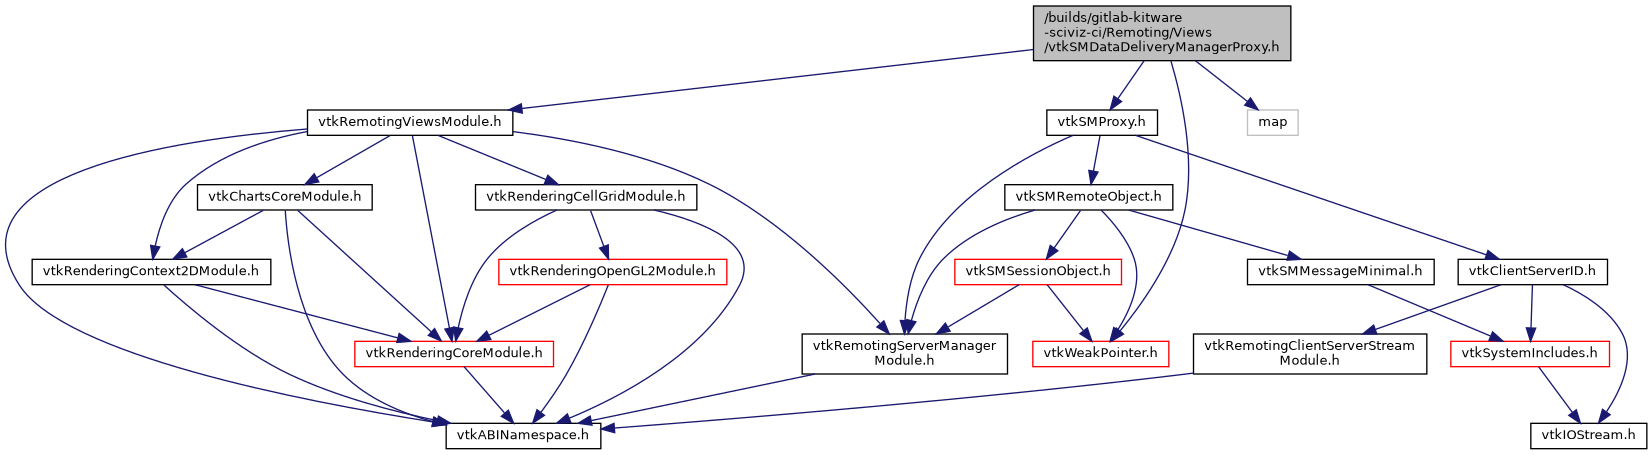 /builds/gitlab-kitware
-sciviz-ci/Remoting/Views
/vtkSMDataDeliveryManagerProxy.h
vtkRemotingViewsModule.h
vtkSMProxy.h
map
vtkChartsCoreModule.h
vtkRenderingCellGridModule.h
vtkSMRemoteObject.h
vtkRenderingContext2DModule.h
vtkRenderingOpenGL2Module.h
vtkSMSessionObject.h
vtkSMMessageMinimal.h
vtkClientServerID.h
vtkRenderingCoreModule.h
vtkRemotingServerManager
Module.h
vtkWeakPointer.h
vtkRemotingClientServerStream
Module.h
vtkSystemIncludes.h
vtkABINamespace.h
vtkIOStream.h